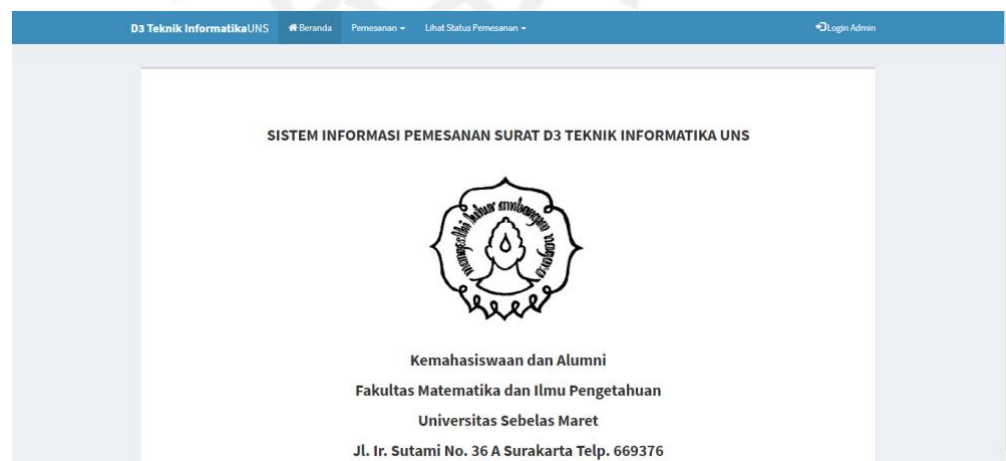 D3 Teknik InformatikaUNS Beranda Pemesanan Lihat Status Pemesanan Login Admin
SISTEM INFORMASI PEMESANAN SURAT D3 TEKNIK INFORMATIKA UNS
Kemahasiswaan dan Alumni
Fakultas Matematika dan Ilmu Pengetahuan
Universitas Sebelas Maret
Jl. Ir. Sutami No. 36 A Surakarta Telp. 669376